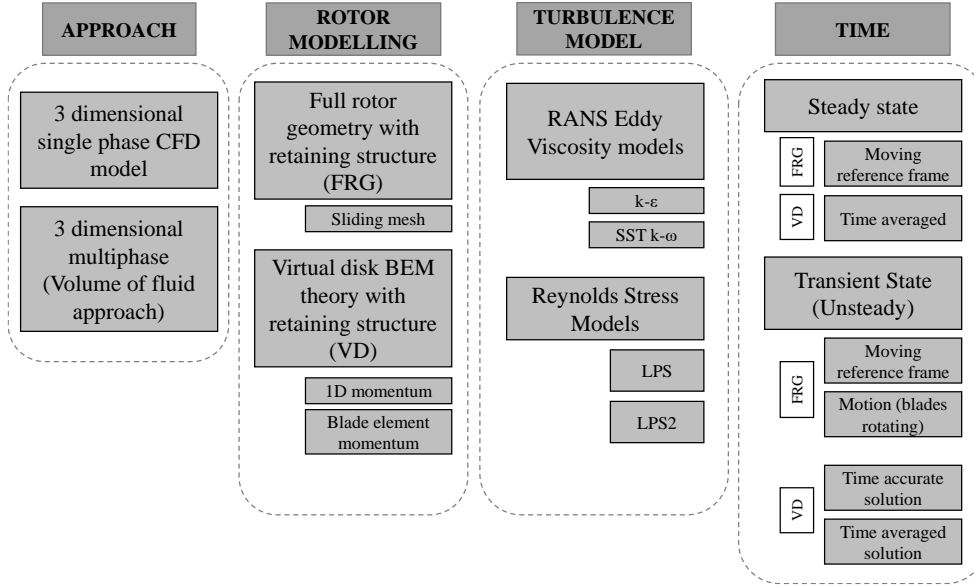 APPROACH
3 dimensional
single phase CFD
model
3 dimensional
multiphase
(Volume of fluid
approach)
ROTOR
MODELLING
Full rotor
geometry with
retaining structure
(FRG)
Sliding mesh
Virtual disk BEM
theory with
retaining structure
(VD)
1D momentum
Blade element
momentum
TURBULENCE
MODEL
RANS Eddy
Viscosity models
k-ε
SST k-ω
Reynolds Stress
Models
LPS
LPS2
TIME
Steady state
FRG
Moving
reference frame
VD
Time averaged
Transient State
(Unsteady)
FRG
Moving
reference frame
Motion (blades
rotating)
VD
Time accurate
solution
Time averaged
solution